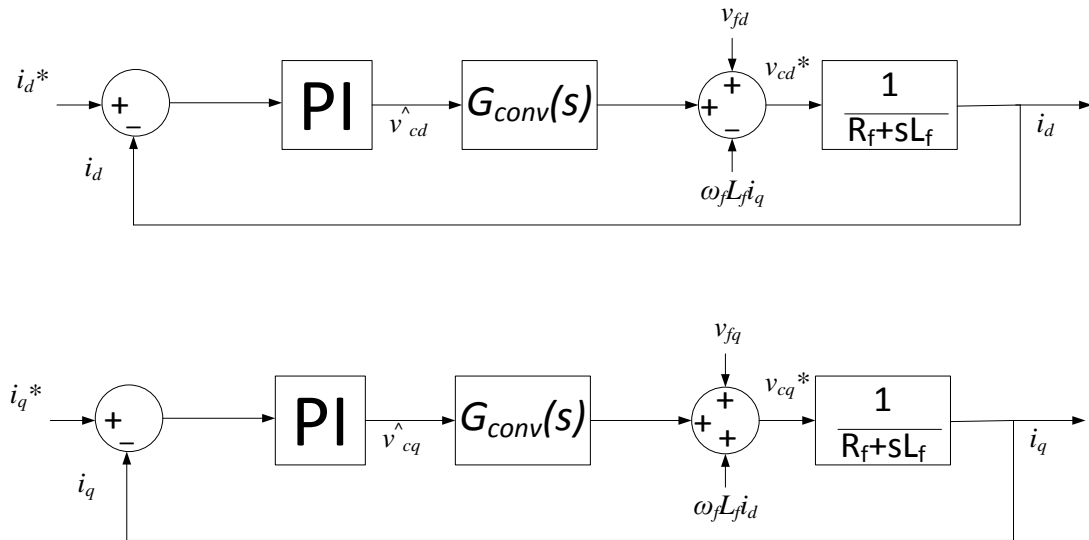 v_fd
i_d*
v_cd*
+
−
PI
G_conv(s)
+
+
−
1
R_f+sL_f
v^_cd
i_d
i_d
ω_fL_fi_q
v_fq
i_q*
v_cq*
+
−
PI
G_conv(s)
+
+
+
1
R_f+sL_f
v^_cq
i_q
i_q
ω_fL_fi_d